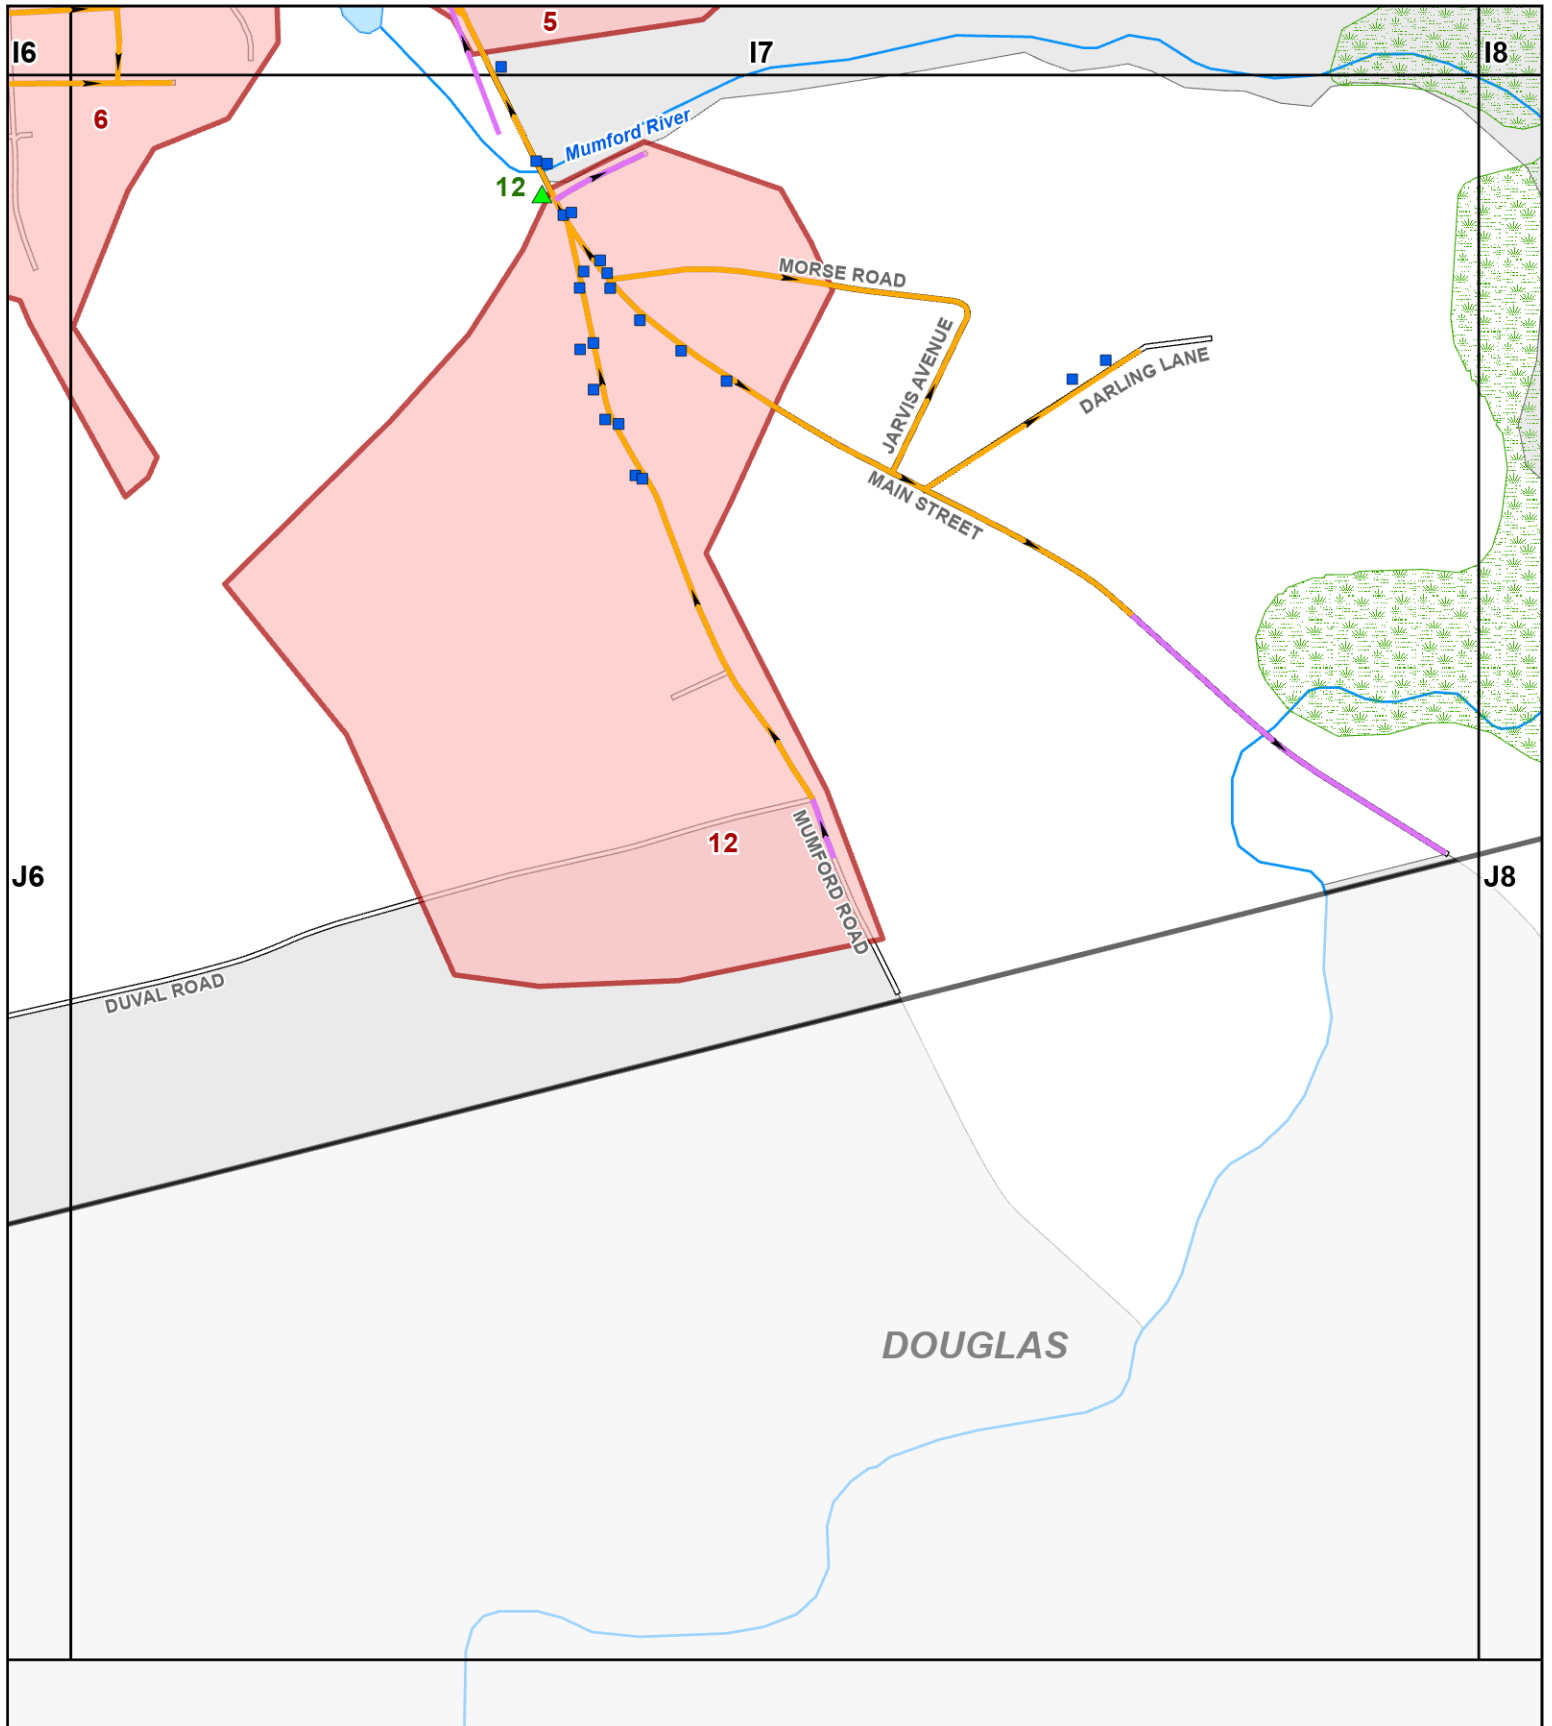 5
I6
I7
I8
6
Mumford River
12
MORSE ROAD
JARVIS AVENUE
DARLING LANE
MAIN STREET
12
MUMFORD ROAD
J6
J8
DUVAL ROAD
DOUGLAS